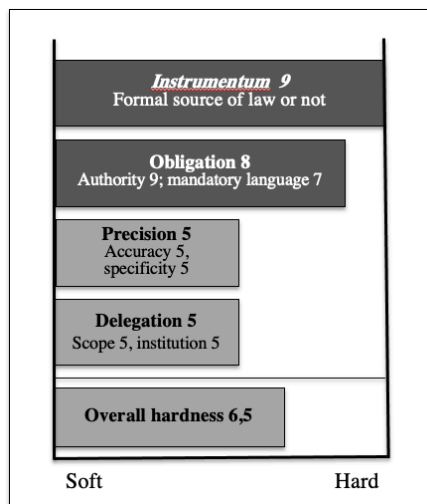 Instrumentum 9
Formal source of law or not
Obligation 8
Authority 9; mandatory language 7
Precision 5
Accuracy 5,
specificity 5
Delegation 5
Scope 5, institution 5
Overall hardness 6,5
Soft Hard